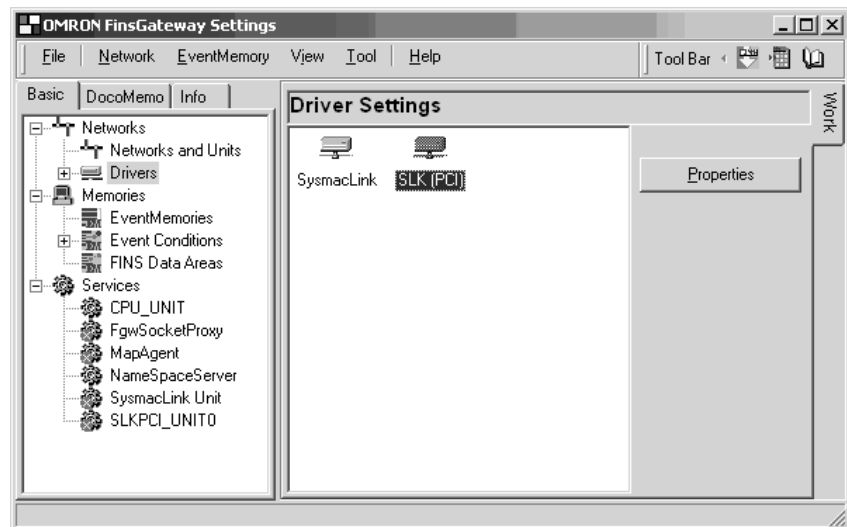 OMRON FinsGateway Settings
File Network EventMemory View Tool Help Tool Bar
Basic DocoMemo Info
Networks
Networks and Units
Drivers
Memories
EventMemories
Event Conditions
FINS Data Areas
Services
CPU_UNIT
FgwSocketProxy
MapAgent
NameSpaceServer
SysmacLink Unit
SLKPCI_UNIT0
Driver Settings
SysmacLink SLK (PCI)
Properties
Work